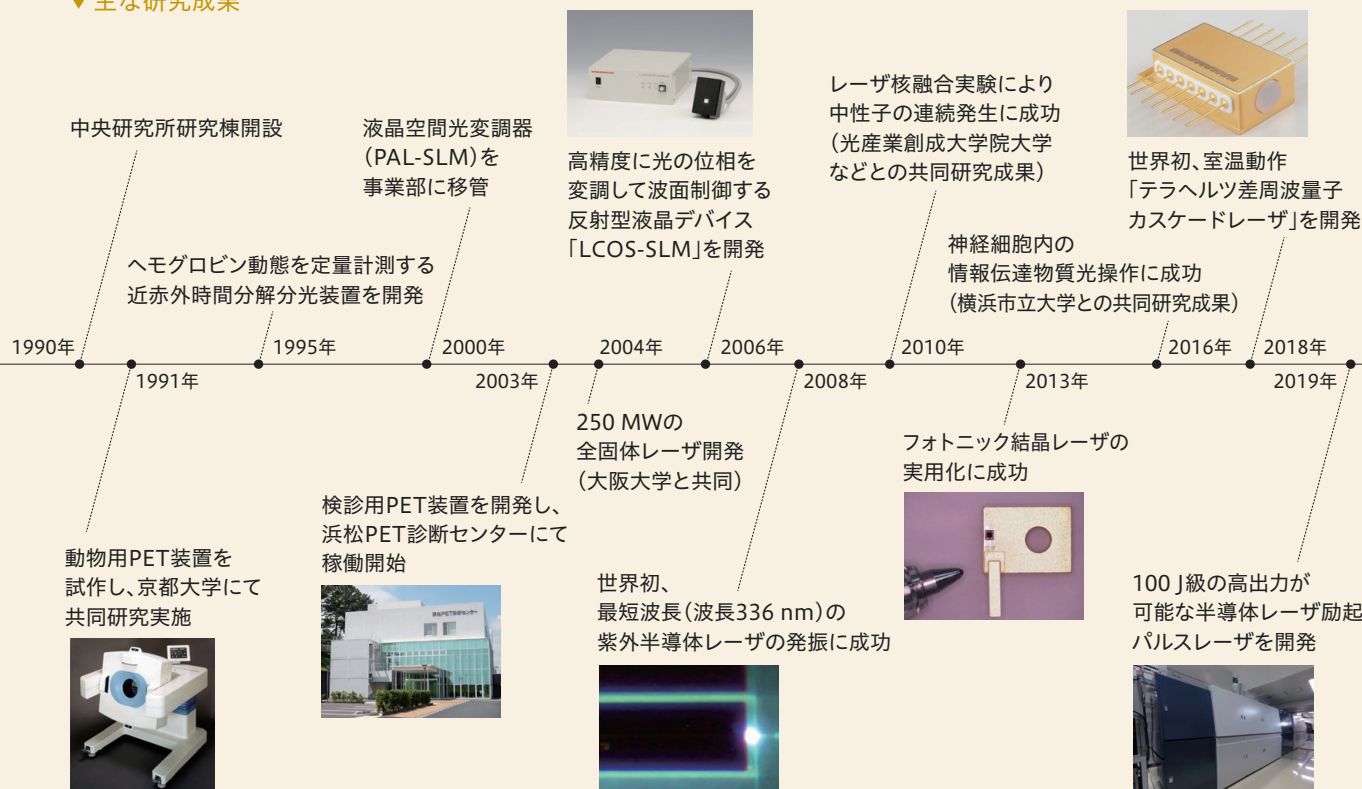 ▼ 主な研究成果
中央研究所研究棟開設
液晶空間光変調器
（PAL-SLM）を
事業部に移管
高精度に光の位相を
変調して波面制御する
反射型液晶デバイス
「LCOS-SLM」を開発
レーザ核融合実験により
中性子の連続発生に成功
（光産業創成大学院大学
などとの共同研究成果）
世界初、室温動作
「テラヘルツ差周波量子
カスケードレーザ」を開発
ヘモグロビン動態を定量計測する
近赤外時間分解分光装置を開発
神経細胞内の
情報伝達物質光操作に成功
（横浜市立大学との共同研究成果）
1990年
1995年
2000年
2004年
2006年
2010年
2016年
2018年
1991年
2003年
2008年
2013年
2019年
動物用PET装置を
試作し、京都大学にて
共同研究実施
検診用PET装置を開発し、
浜松PET診断センターにて
稼働開始
浜松PET診断センター
250 MWの
全固体レーザ開発
（大阪大学と共同）
世界初、
最短波長（波長336 nm）の
紫外半導体レーザの発振に成功
フォトニック結晶レーザの
実用化に成功
100 J級の高出力が
可能な半導体レーザ励起
パルスレーザを開発